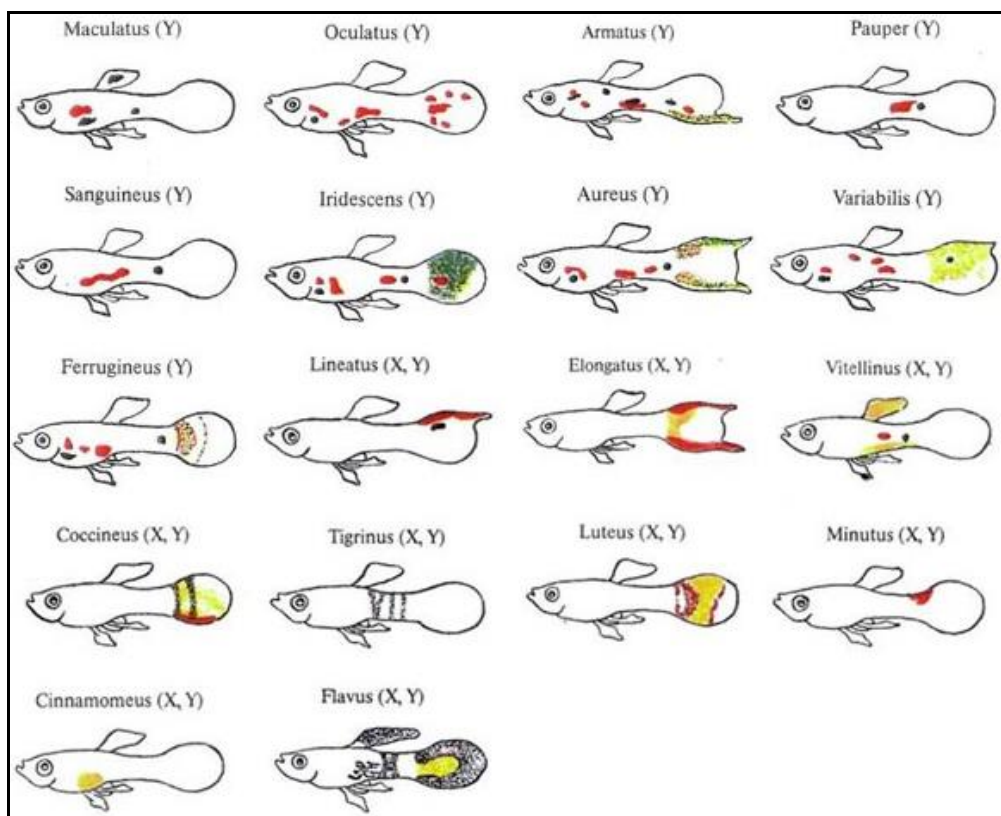 Maculatus (Y) Oculatus (Y) Armatus (Y) Pauper (Y)
Sanguineus (Y) Iridescens (Y) Aureus (Y) Variabilis (Y)
Ferrugineus (Y) Lineatus (X, Y) Elongatus (X, Y) Vitellinus (X, Y)
Coccineus (X, Y) Tigrinus (X, Y) Luteus (X, Y) Minutus (X, Y)
Cinnamomeus (X, Y) Flavus (X, Y)